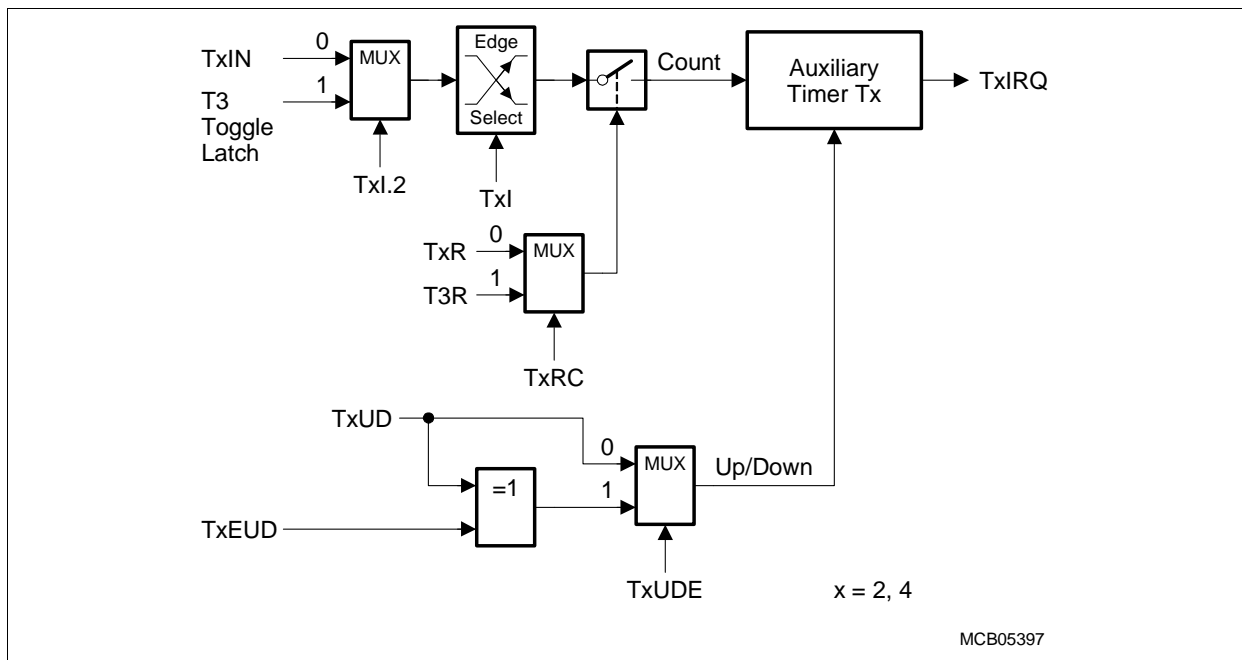 TxIN
0
MUX
T3
Toggle
Latch
1
TxI.2
Edge
Select
TxI
Count
Auxiliary
Timer Tx
TxIRQ
TxR
0
MUX
T3R
1
TxRC
TxUD
0
MUX
Up/Down
=1
1
TxEUD
TxUDE
x = 2, 4
MCB05397